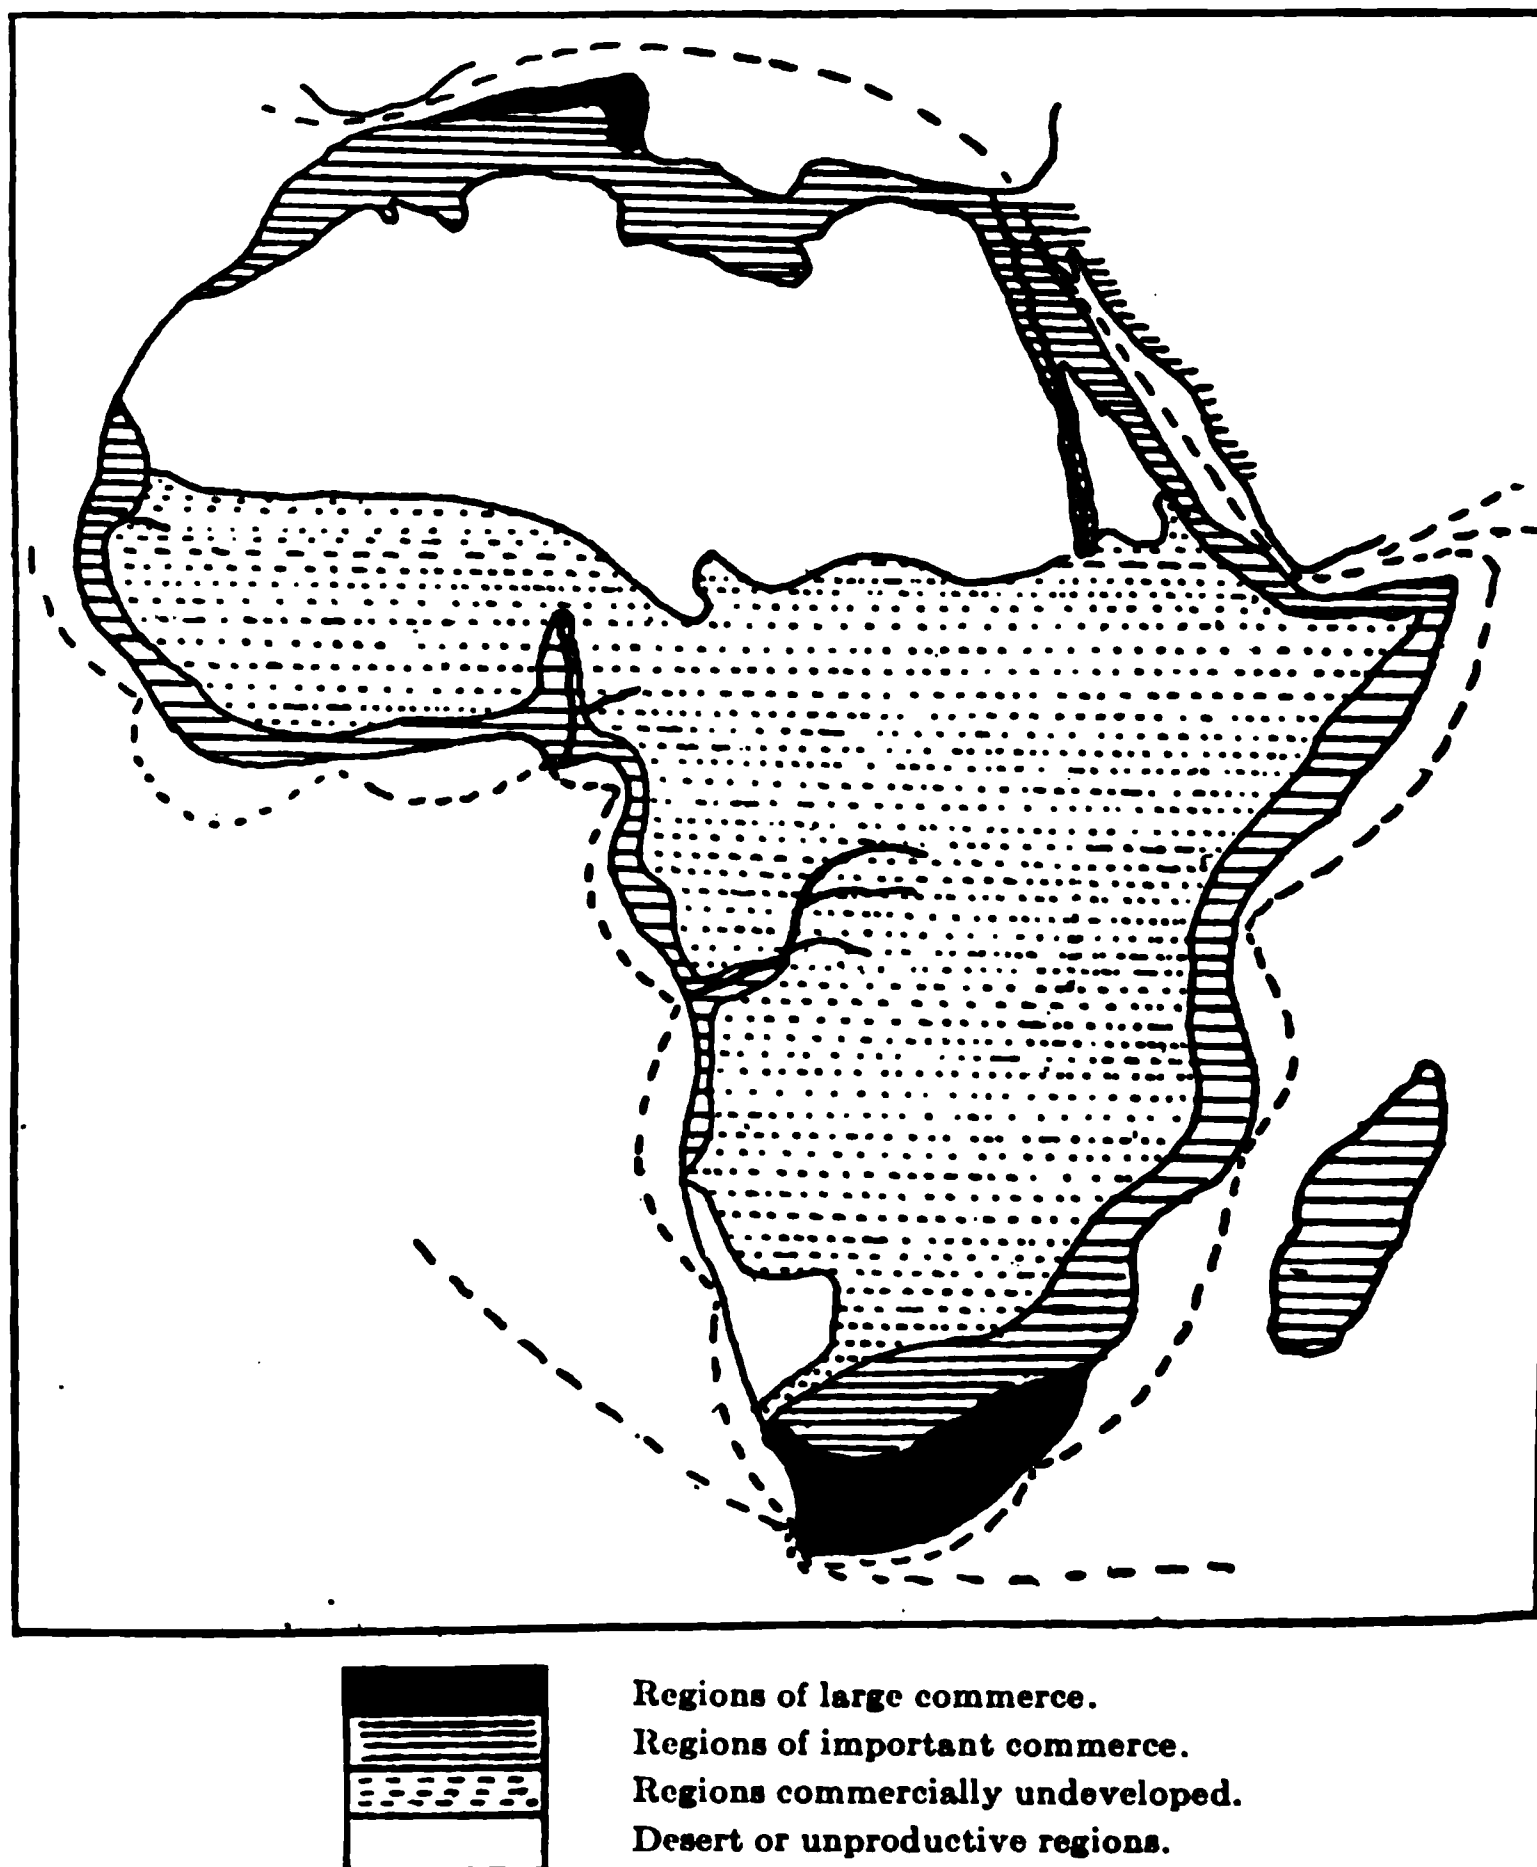 Regions of large commerce.
Regions of important commerce.
Regions commercially undeveloped.
Desert or unproductive regions.